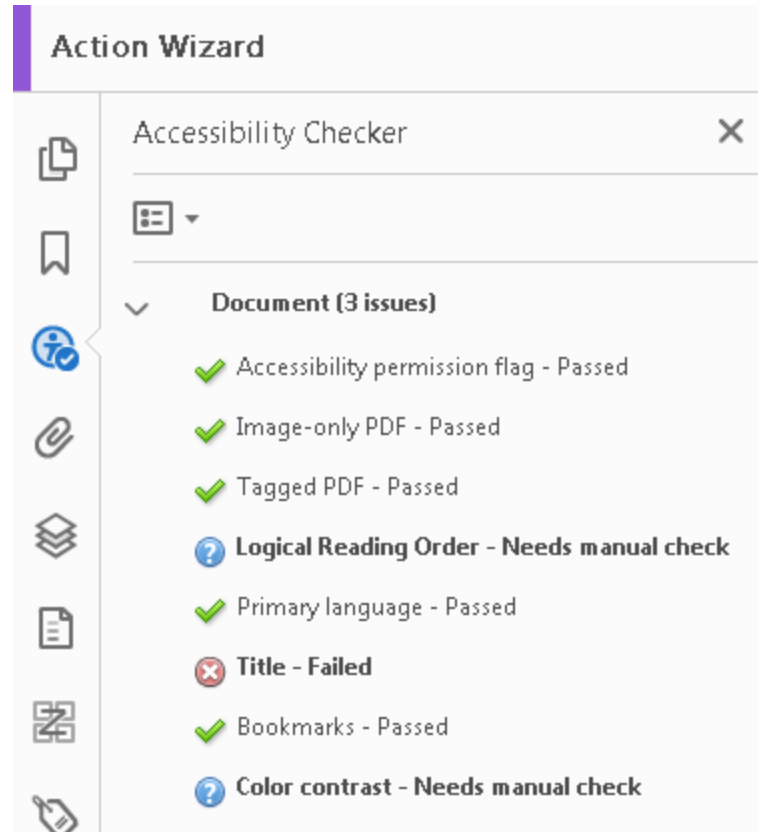 Action Wizard
Accessibility Checker
Document (3 issues)
Accessibility permission flag - Passed
Image-only PDF - Passed
Tagged PDF - Passed
Logical Reading Order - Needs manual check
Primary language - Passed
Title - Failed
Bookmarks - Passed
Color contrast - Needs manual check